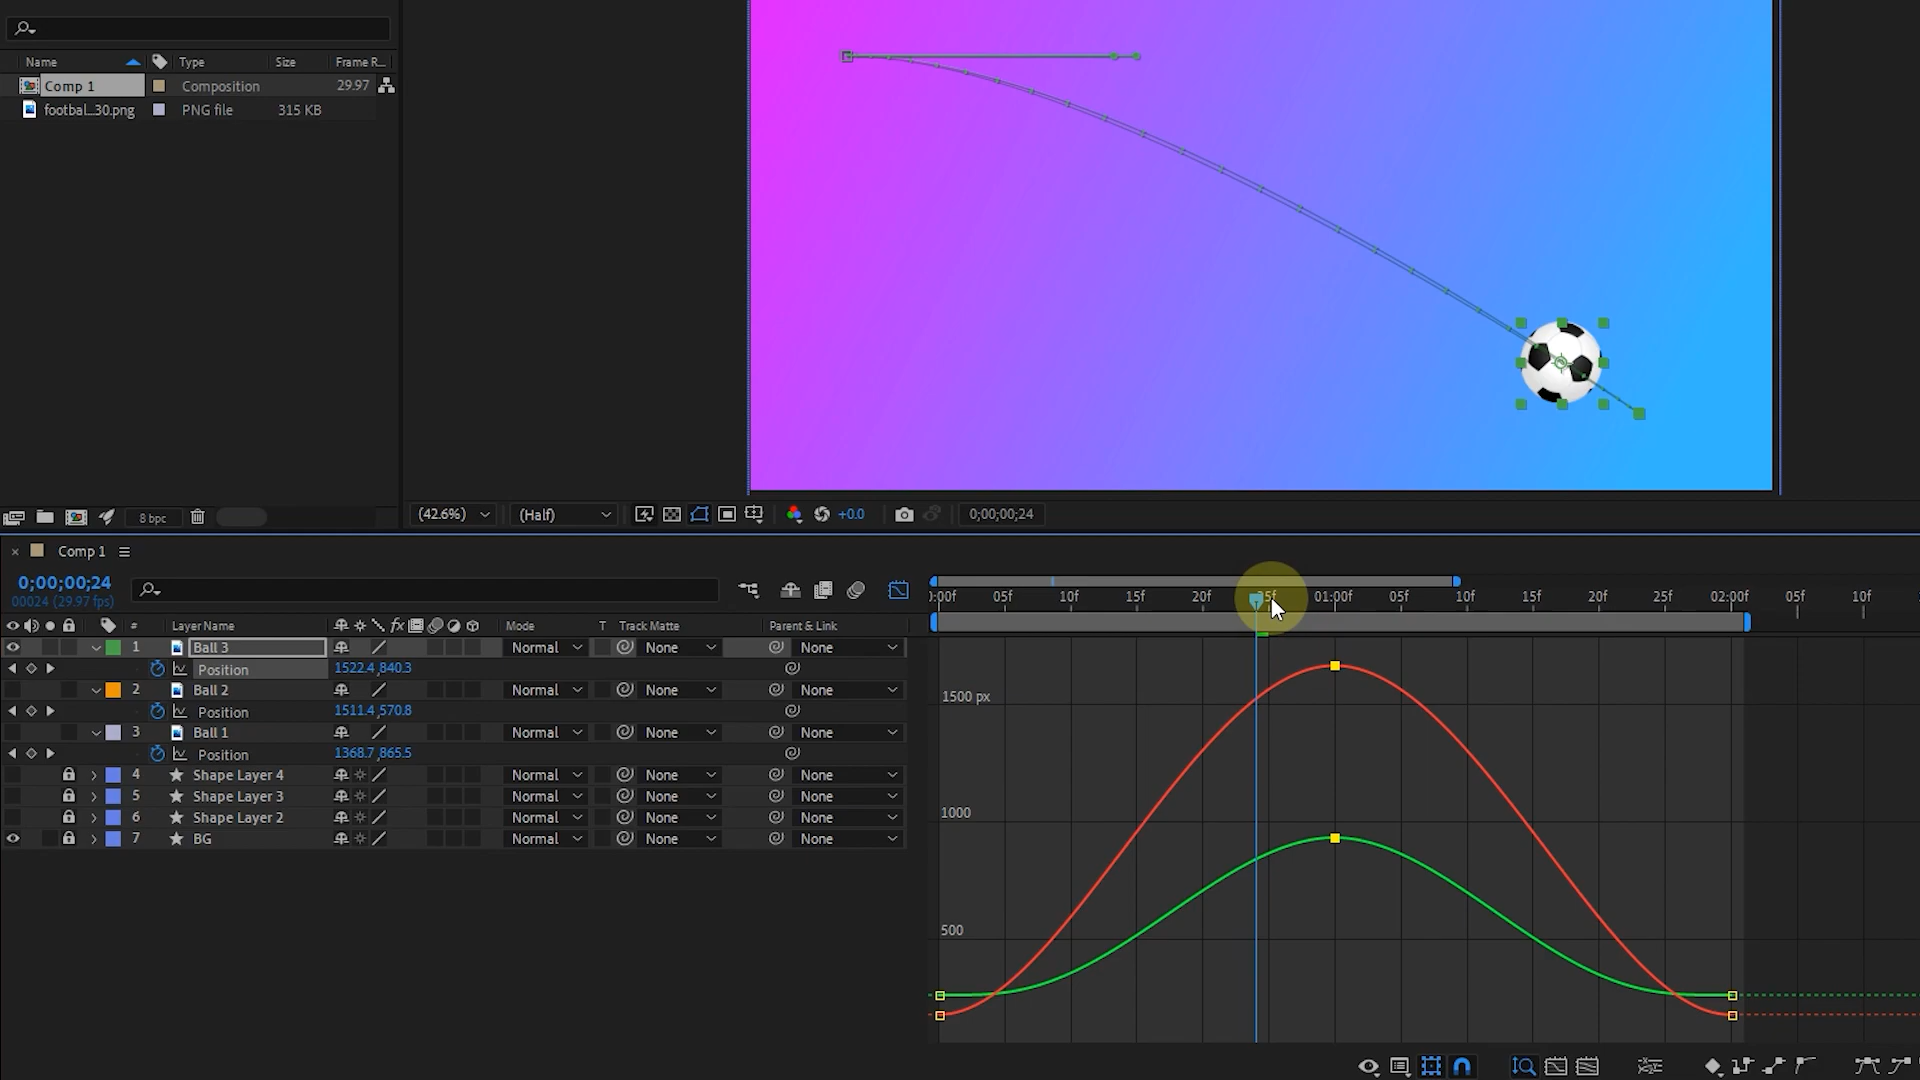 Name Type Size Frame R...
Comp 1 Composition 29.97
footbal...30.png PNG file 315 KB
8 bpc (42.6%) (Half) +0.0 0;00;00;24
× Comp 1
0;00;00;24
00024 (29.97 fps)
):00f 05f 10f 15f 20f 25f 01:00f 05f 10f 15f 20f 25f 02:00f 05f 10f
# Layer Name fx Mode T Track Matte Parent & Link
1 Ball 3 Normal None None
Position 1522.4,840.3
2 Ball 2 Normal None None
Position 1511.4,570.8
3 Ball 1 Normal None None
Position 1368.7,865.5
4 Shape Layer 4 Normal None None
5 Shape Layer 3 Normal None None
6 Shape Layer 2 Normal None None
7 BG Normal None None
1500 px
1000
500